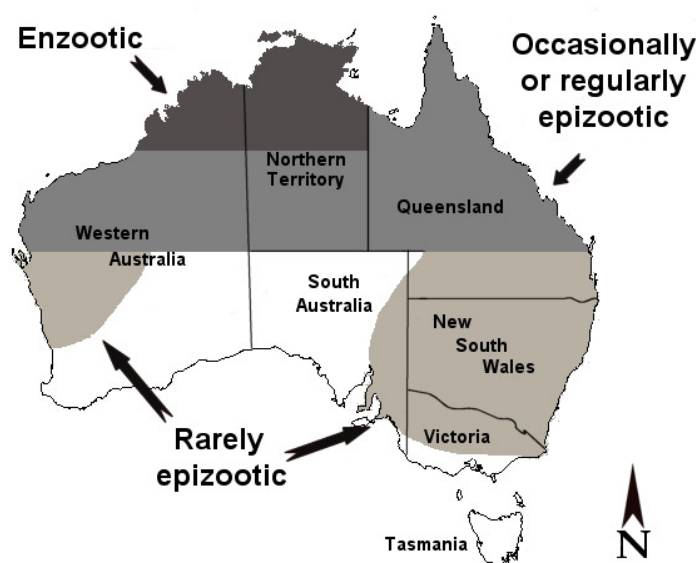 Enzootic
Occasionally
or regularly
epizootic
Northern
Territory
Queensland
Western
Australia
South
Australia
New
South
Wales
Rarely
epizootic
Victoria
Tasmania
N